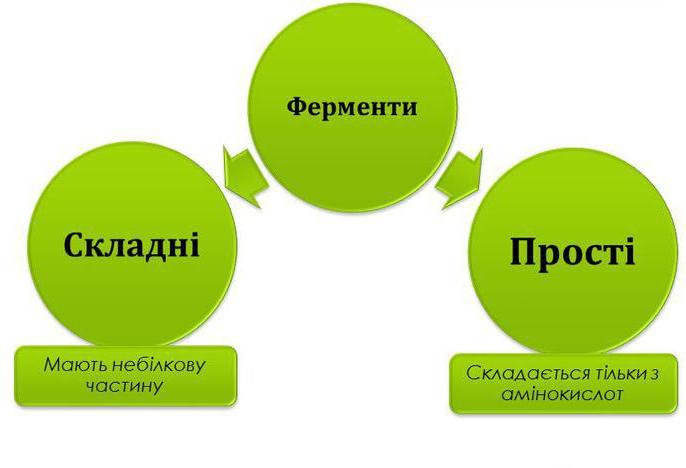 Ферменти
Складні
Прості
Мають небілкову
частину
Складається тільки з
амінокислот